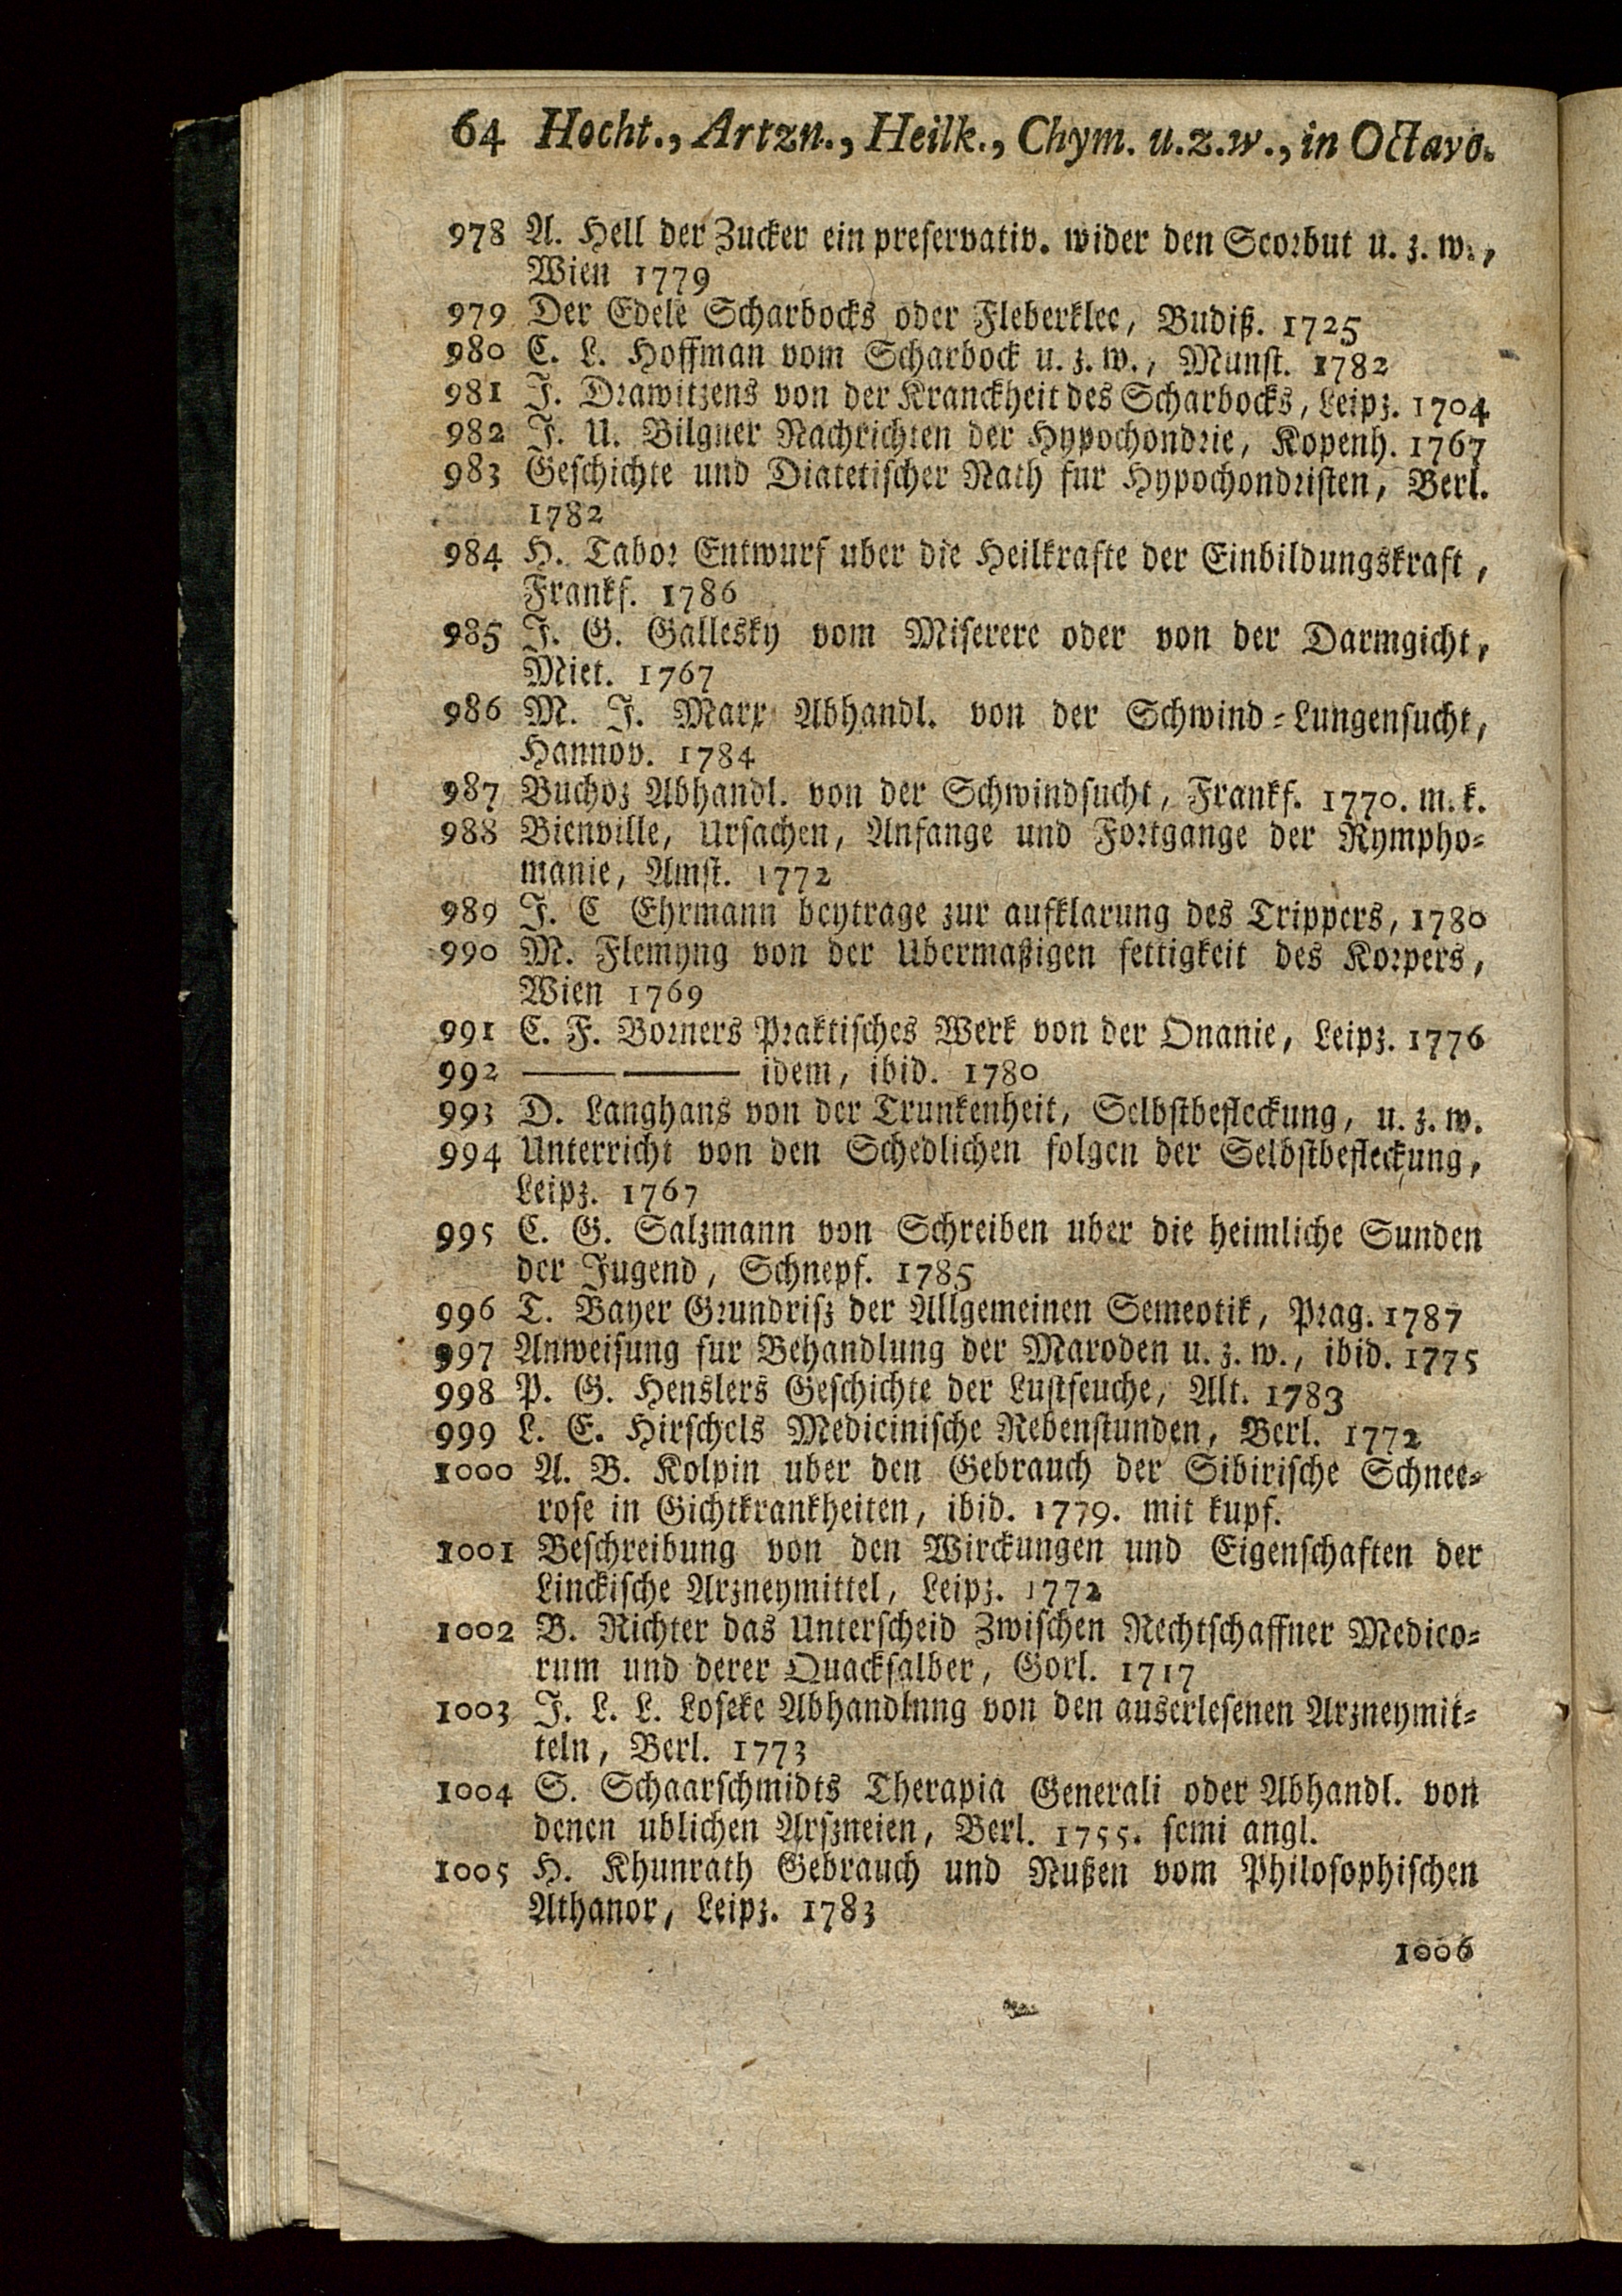 64 Hocht., Artzn., Heilk., Chym. u.z.w., in Octavo.
978 A. Hell der Zucker ein preservativ. wider den Scorbut u. z. w.,
Wien 1779
979 Der Edele Scharbocks oder Fleberklee, Budiß. 1725
980 C. L. Hoffman vom Scharbock u. z. w., Munst. 1782
981 J. Drawitzens von der Kranckheit des Scharbocks, Leipz. 1704
982 J. U. Bilguer Nachrichten der Hypochondrie, Kopenh. 1767
983 Geschichte und Diatetischer Rath fur Hypochondristen, Berl.
1782
984 H. Tabor Entwurf uber die Heilkrafte der Einbildungskraft,
Frankf. 1786
985 J. G. Gallesky vom Miserere oder von der Darmgicht,
Miet. 1767
986 M. J. Marx Abhandl. von der Schwind-Lungensucht,
Hannov. 1784
987 Buchoz Abhandl. von der Schwindsucht, Frankf. 1770. m. k.
988 Bienville, Ursachen, Anfange und Fortgange der Nympho-
manie, Amst. 1772
989 J. C Ehrmann beytrage zur aufklarung des Trippers, 1780
990 M. Flemyng von der Ubermaßigen fettigkeit des Korpers,
Wien 1769
991 C. F. Borners Praktisches Werk von der Onanie, Leipz. 1776
992 —— —— idem, ibid. 1780
993 D. Langhans von der Trunkenheit, Selbstbefleckung, u. z. w.
994 Unterricht von den Schedlichen folgen der Selbstbefleckung,
Leipz. 1767
995 C. G. Salzmann von Schreiben uber die heimliche Sunden
der Jugend, Schnepf. 1785
996 T. Bayer Grundrisz der Allgemeinen Semeotik, Prag. 1787
997 Anweisung fur Behandlung der Maroden u. z. w., ibid. 1775
998 P. G. Henslers Geschichte der Lustseuche, Alt. 1783
999 L. E. Hirschels Medicinische Nebenstunden, Berl. 1772
1000 A. B. Kolpin uber den Gebrauch der Sibirische Schnee-
rose in Gichtkrankheiten, ibid. 1779. mit kupf.
1001 Beschreibung von den Wirckungen und Eigenschaften der
Linckische Arzneymittel, Leipz. 1772
1002 B. Richter das Unterscheid Zwischen Rechtschaffner Medico-
rum und derer Quacksalber, Gorl. 1717
1003 J. L. L. Loseke Abhandlnng von den auserlesenen Arzneymit-
teln, Berl. 1773
1004 S. Schaarschmidts Therapia Generali oder Abhandl. von
denen ublichen Arszneien, Berl. 1755. semi angl.
1005 H. Khunrath Gebrauch und Nußen vom Philosophischen
Athanor, Leipz. 1783
1006